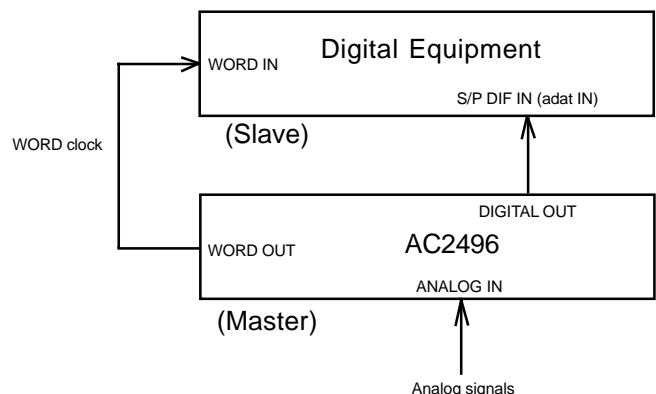 Digital Equipment
WORD IN
S/P DIF IN (adat IN)
(Slave)
WORD clock
DIGITAL OUT
WORD OUT
AC2496
ANALOG IN
(Master)
Analog signals